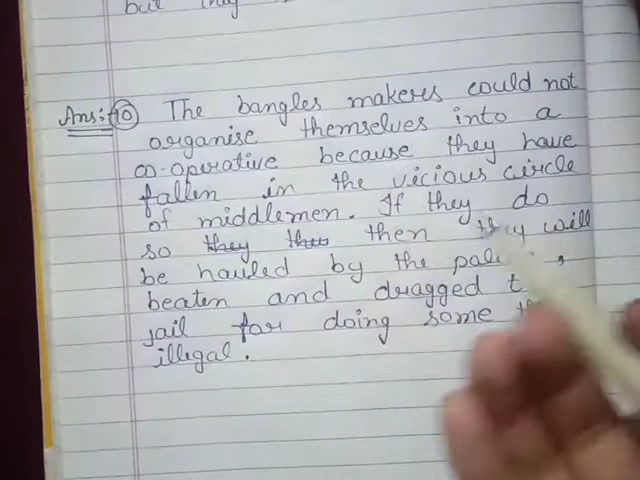 but they
Ans:- 10 The bangles makers could not
organise themselves into a
co-operative because they have
fallen in the vicious circle
of middlemen. If they do
so they then they will
be hauled by the ,
beaten and dragged
jail for doing some
illegal.